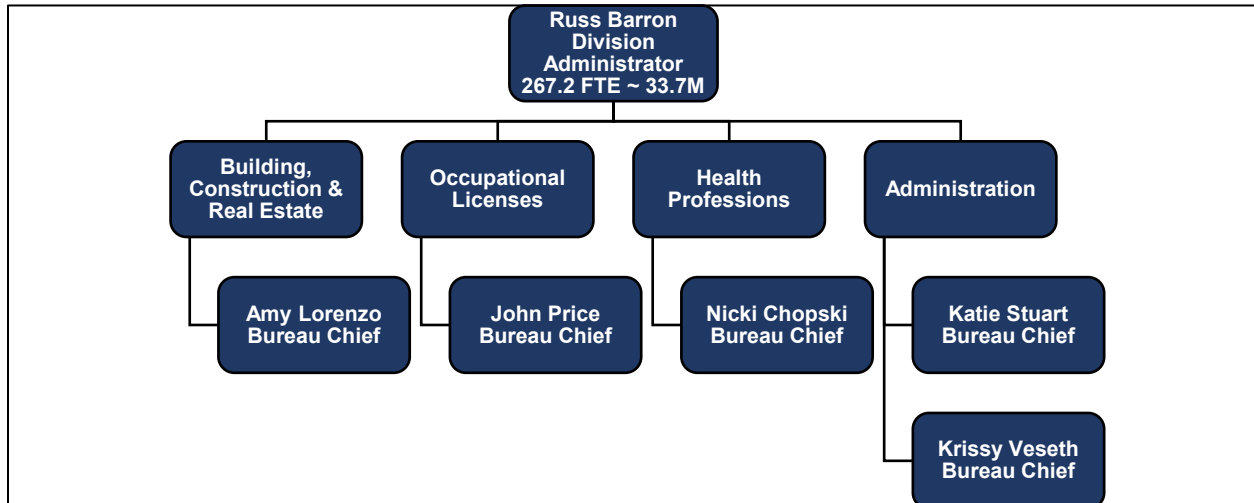 Russ Barron
Division
Administrator
267.2 FTE ~ 33.7M
Building,
Construction &
Real Estate
Occupational
Licenses
Health
Professions
Administration
Amy Lorenzo
Bureau Chief
John Price
Bureau Chief
Nicki Chopski
Bureau Chief
Katie Stuart
Bureau Chief
Krissy Veseth
Bureau Chief